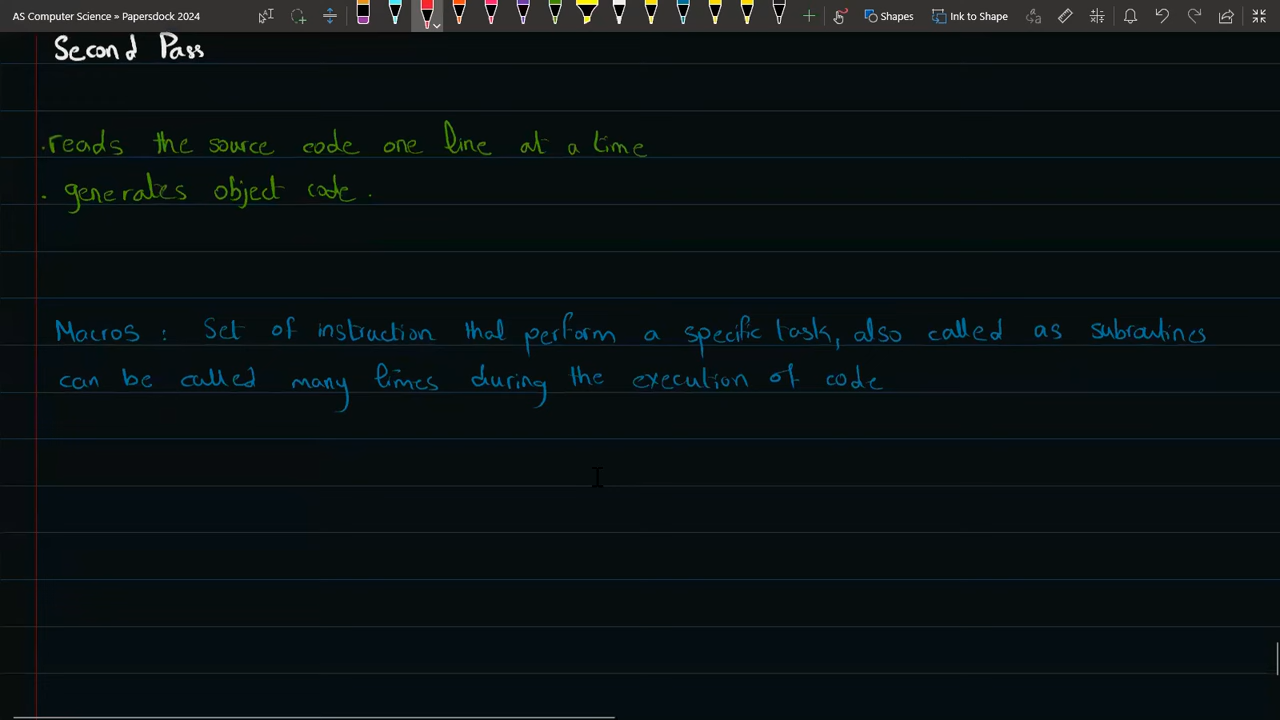 AS Computer Science » Papersdock 2024
Shapes
Ink to Shape
Second Pass
. reads the source code one line at a time
. generates object code.
Macros : Set of instruction that perform a specific task, also called as subroutines
can be called many times during the execution of code